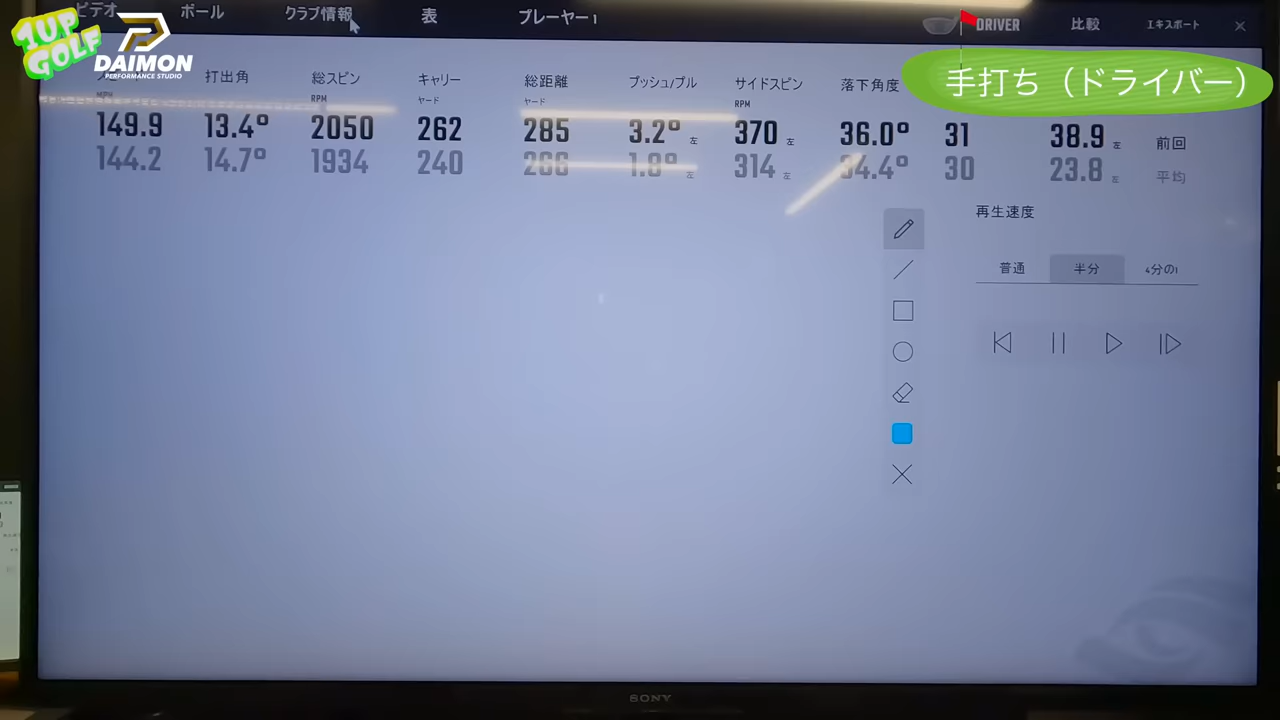 1UP
GOLF
DAIMON
PERFORMANCE STUDIO
ビデオ ボール クラブ情報 表 プレーヤー1 DRIVER 比較 エキスポート
手打ち（ドライバー）
打出角 総スピン キャリー 総距離 プッシュ/プル サイドスピン 落下角度
MPH RPM ヤード ヤード RPM
149.9 13.4° 2050 262 285 3.2° 左 370 左 36.0° 31 38.9 左 前回
144.2 14.7° 1934 240 266 1.8° 左 314 左 34.4° 30 23.8 左 平均
再生速度
普通 半分 4分の1
SONY